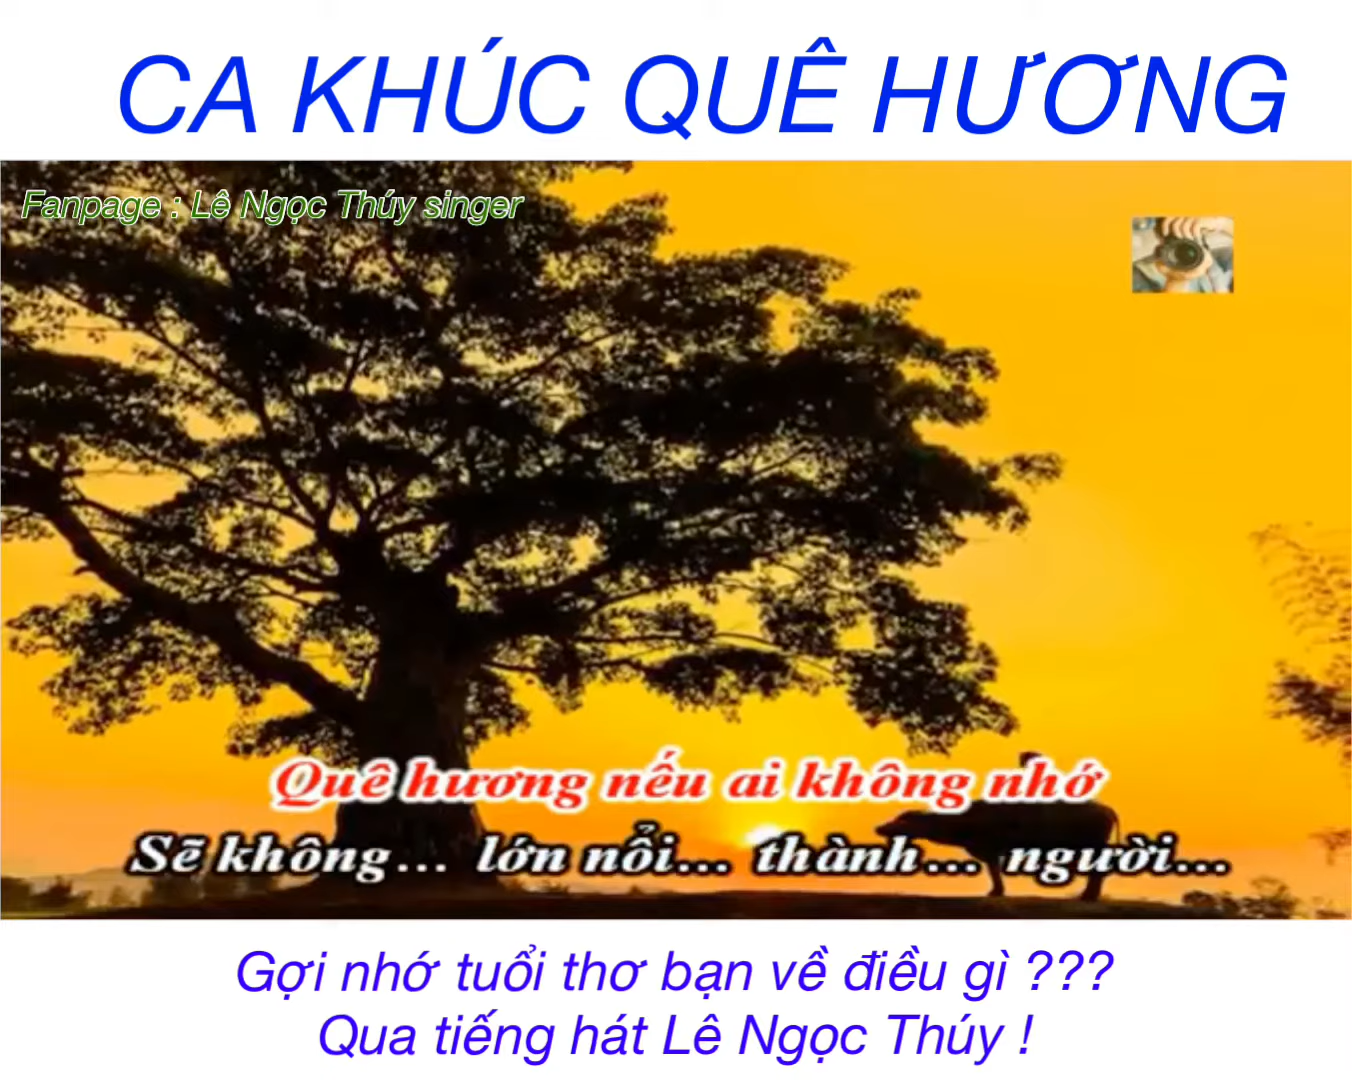 CA KHÚC QUÊ HƯƠNG
Fanpage : Lê Ngọc Thúy singer
Quê hương nếu ai không nhớ
Sẽ không... lớn nổi... thành... người...
Gợi nhớ tuổi thơ bạn về điều gì ???
Qua tiếng hát Lê Ngọc Thúy !